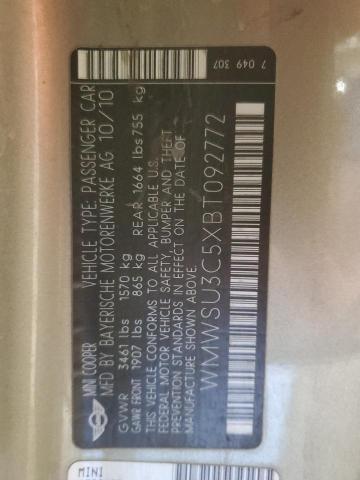 MINI COOPER VEHICLE TYPE: PASSENGER CAR
MFD BY BAYERISCHE MOTORENWERKE AG 10/10
GVWR 3461 lbs 1570 kg
GAWR FRONT 1907 lbs 865 kg REAR 1664 lbs 755 kg
THIS VEHICLE CONFORMS TO ALL APPLICABLE U.S.
FEDERAL MOTOR VEHICLE SAFETY, BUMPER AND THEFT
PREVENTION STANDARDS IN EFFECT ON THE DATE OF
MANUFACTURE SHOWN ABOVE.
WMWSU3C5XBT092772
7 049 307
MINI